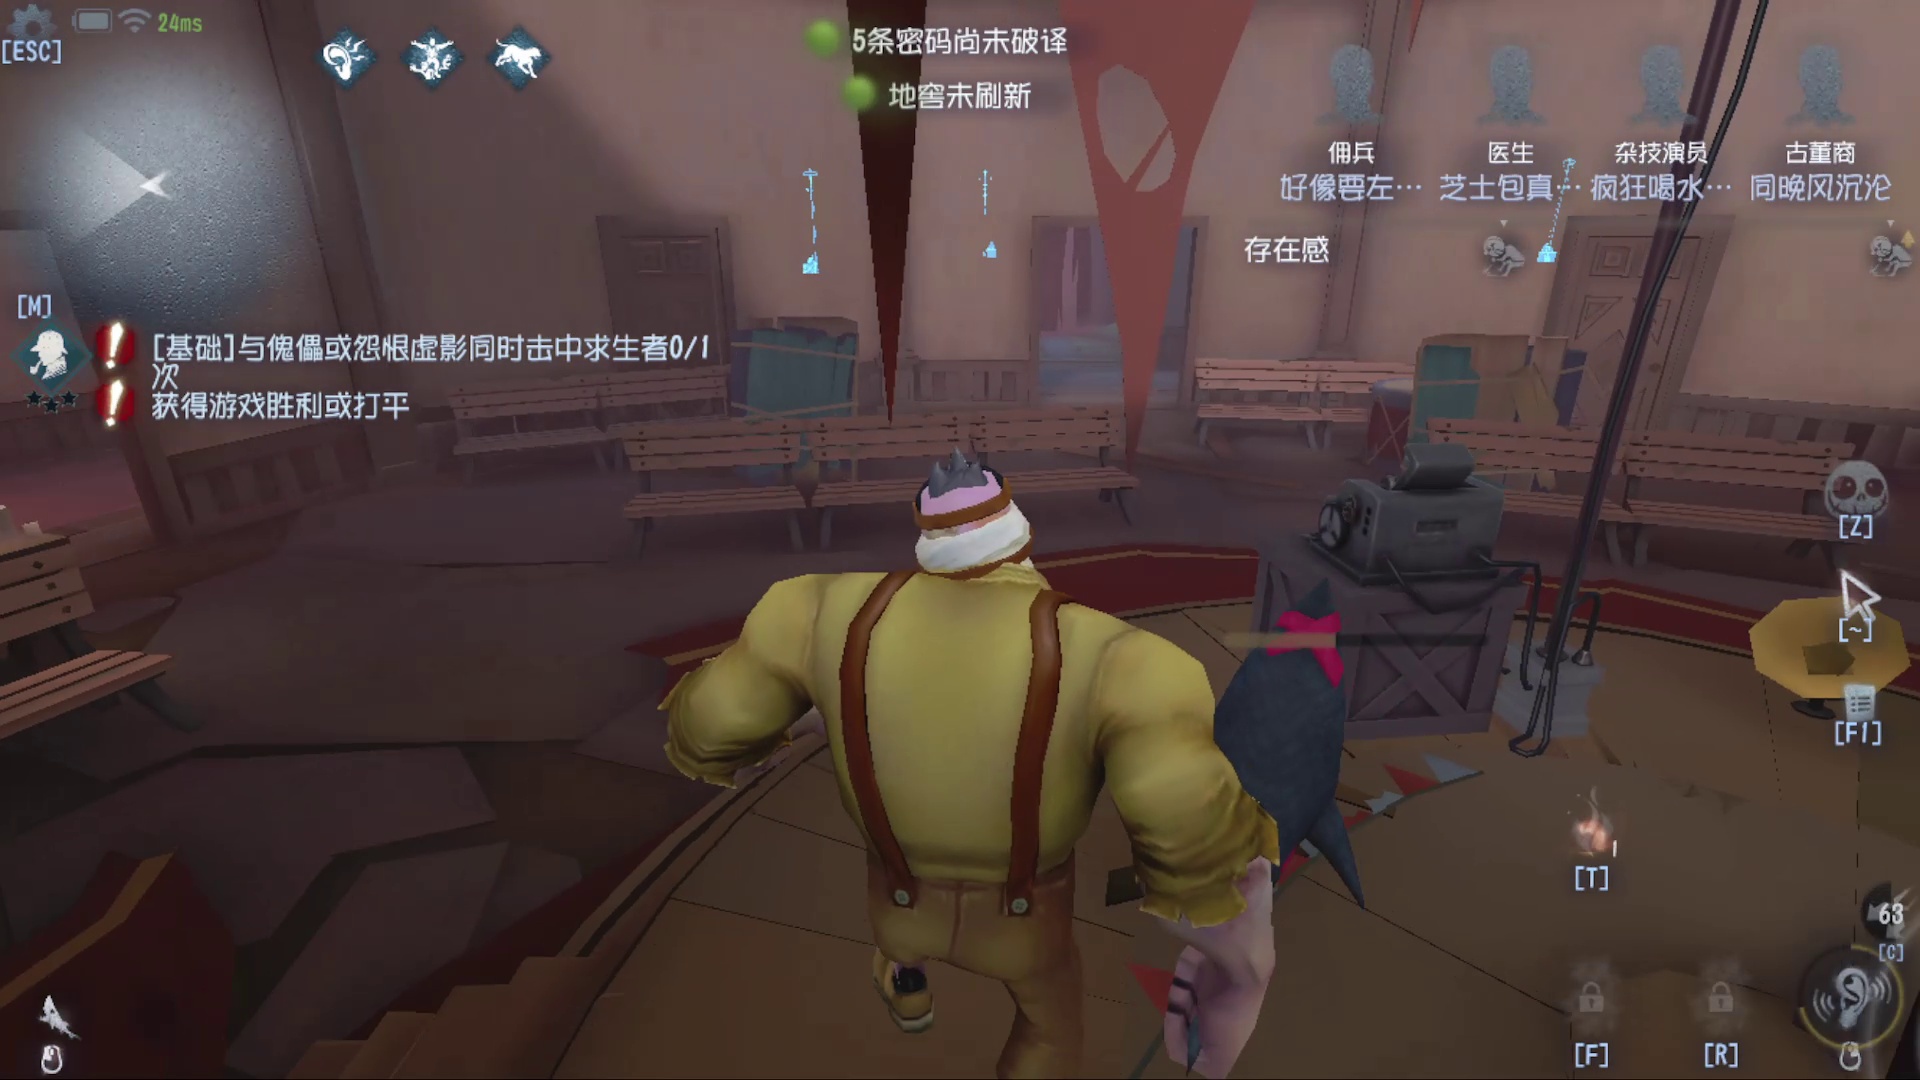 24ms
[ESC]
5条密码尚未破译
地窖未刷新
佣兵
医生
杂技演员
古董商
好像要左…
芝士包真…
疯狂喝水…
同晚风沉沦
存在感
[M]
[基础]与傀儡或怨恨虚影同时击中求生者0/1
次
获得游戏胜利或打平
[Z]
[~]
[F1]
1
[T]
63
[C]
[F]
[R]